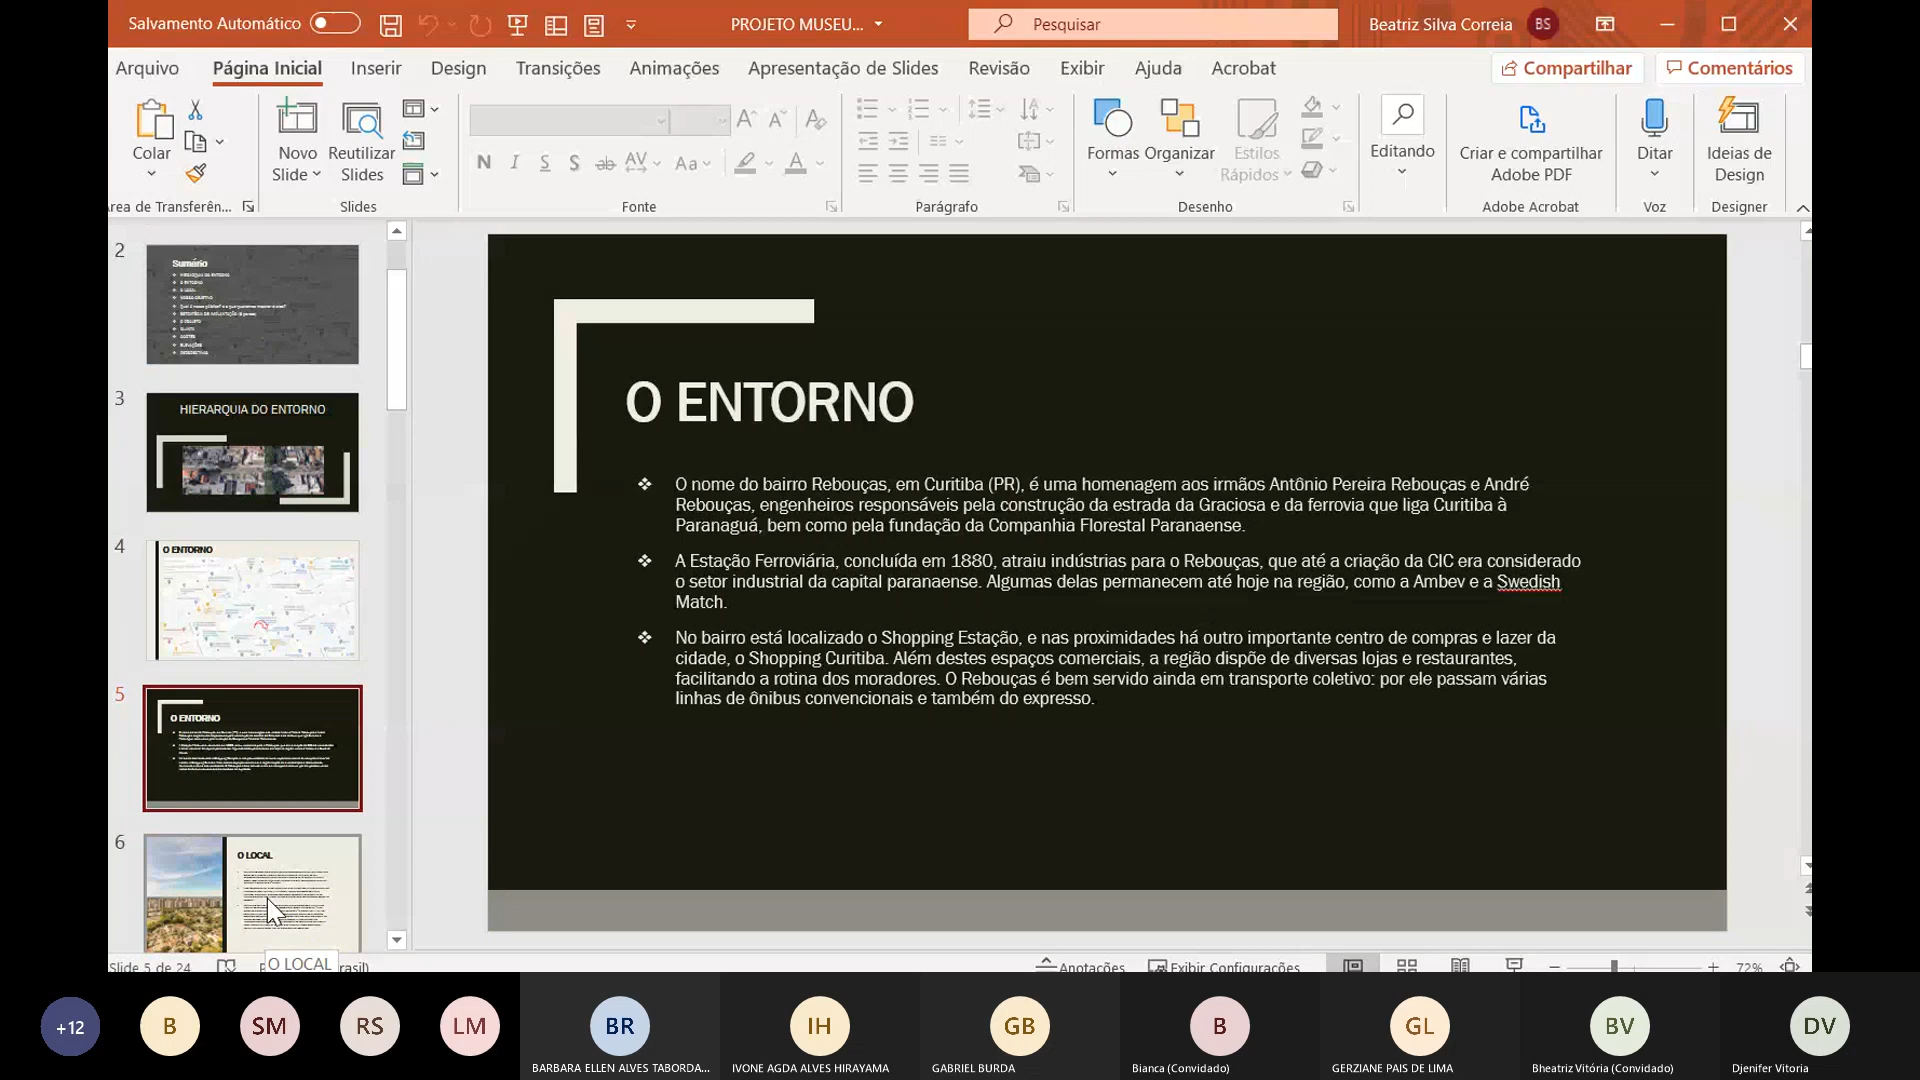 Salvamento Automático
PROJETO MUSEU...
Pesquisar
Beatriz Silva Correia
BS
Arquivo
Página Inicial
Inserir
Design
Transições
Animações
Apresentação de Slides
Revisão
Exibir
Ajuda
Acrobat
Compartilhar
Comentários
Colar
Novo
Slide
Reutilizar
Slides
N I S S ab AV Aa A
Formas
Organizar
Estilos
Rápidos
Editando
Criar e compartilhar
Adobe PDF
Ditar
Ideias de
Design
Área de Transferên...
Slides
Fonte
Parágrafo
Desenho
Adobe Acrobat
Voz
Designer
2
Sumário
3
HIERARQUIA DO ENTORNO
4
O ENTORNO
5
O ENTORNO
6
O LOCAL
O LOCAL
O ENTORNO
O nome do bairro Rebouças, em Curitiba (PR), é uma homenagem aos irmãos Antônio Pereira Rebouças e André
Rebouças, engenheiros responsáveis pela construção da estrada da Graciosa e da ferrovia que liga Curitiba à
Paranaguá, bem como pela fundação da Companhia Florestal Paranaense.
A Estação Ferroviária, concluída em 1880, atraiu indústrias para o Rebouças, que até a criação da CIC era considerado
o setor industrial da capital paranaense. Algumas delas permanecem até hoje na região, como a Ambev e a Swedish
Match.
No bairro está localizado o Shopping Estação, e nas proximidades há outro importante centro de compras e lazer da
cidade, o Shopping Curitiba. Além destes espaços comerciais, a região dispõe de diversas lojas e restaurantes,
facilitando a rotina dos moradores. O Rebouças é bem servido ainda em transporte coletivo: por ele passam várias
linhas de ônibus convencionais e também do expresso.
Slide 5 de 24
rasil)
Anotações
Exibir Configurações
72%
+12
B
SM
RS
LM
BR
IH
GB
B
GL
BV
DV
BARBARA ELLEN ALVES TABORDA...
IVONE AGDA ALVES HIRAYAMA
GABRIEL BURDA
Bianca (Convidado)
GERZIANE PAIS DE LIMA
Bheatriz Vitória (Convidado)
Djenifer Vitoria